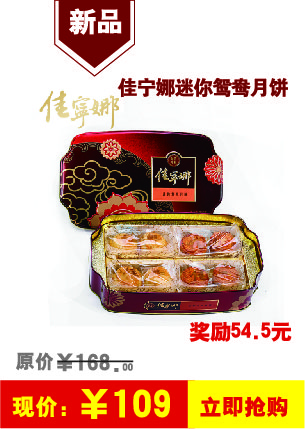 新品
佳宁娜迷你鸳鸯月饼
佳寧娜
佳寧娜
奖励54.5元
原价￥168.00
现价：￥109 立即抢购